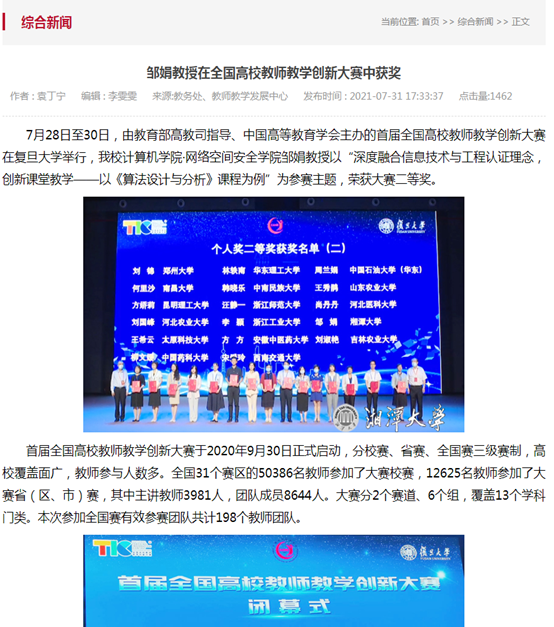 综合新闻
当前位置: 首页 >> 综合新闻 >> 正文
邹娟教授在全国高校教师教学创新大赛中获奖
作者 : 袁丁宁 编辑 : 李雯雯 来源:教务处、教师教学发展中心 发布时间 : 2021-07-31 17:33:37 点击量:1462
7月28日至30日，由教育部高教司指导、中国高等教育学会主办的首届全国高校教师教学创新大赛
在复旦大学举行，我校计算机学院·网络空间安全学院邹娟教授以“深度融合信息技术与工程认证理念，
创新课堂教学——以《算法设计与分析》课程为例”为参赛主题，荣获大赛二等奖。
TIC
復旦大學
个人奖二等奖获奖名单（二）
刘 锦 郑州大学 林轶南 华东理工大学 周兰娟 中国石油大学（华东）
何星沙 南昌大学 韩晓乐 中南民族大学 王秀鹃 山东农业大学
昆明理工大学 汪静一 浙江师范大学 尚丹丹 河北医科大学
刘国峰 河北农业大学 李 颖 浙江工业大学 邹 娟 湘潭大学
王希云 太原科技大学 方 方 安徽中医药大学 刘淑艳 吉林农业大学
中国药科大学 西南交通大学
湘潭大学
首届全国高校教师教学创新大赛于2020年9月30日正式启动，分校赛、省赛、全国赛三级赛制，高
校覆盖面广，教师参与人数多。全国31个赛区的50386名教师参加了大赛校赛，12625名教师参加了大
赛省（区、市）赛，其中主讲教师3981人，团队成员8644人。大赛分2个赛道、6个组，覆盖13个学科
门类。本次参加全国赛有效参赛团队共计198个教师团队。
TIC
復旦大學
首届全国高校教师教学创新大赛
闭幕式